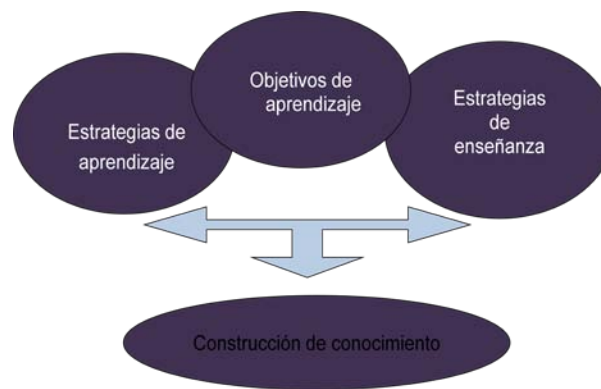 Objetivos de
aprendizaje
Estrategias de
aprendizaje
Estrategias
de
enseñanza
Construcción de conocimiento